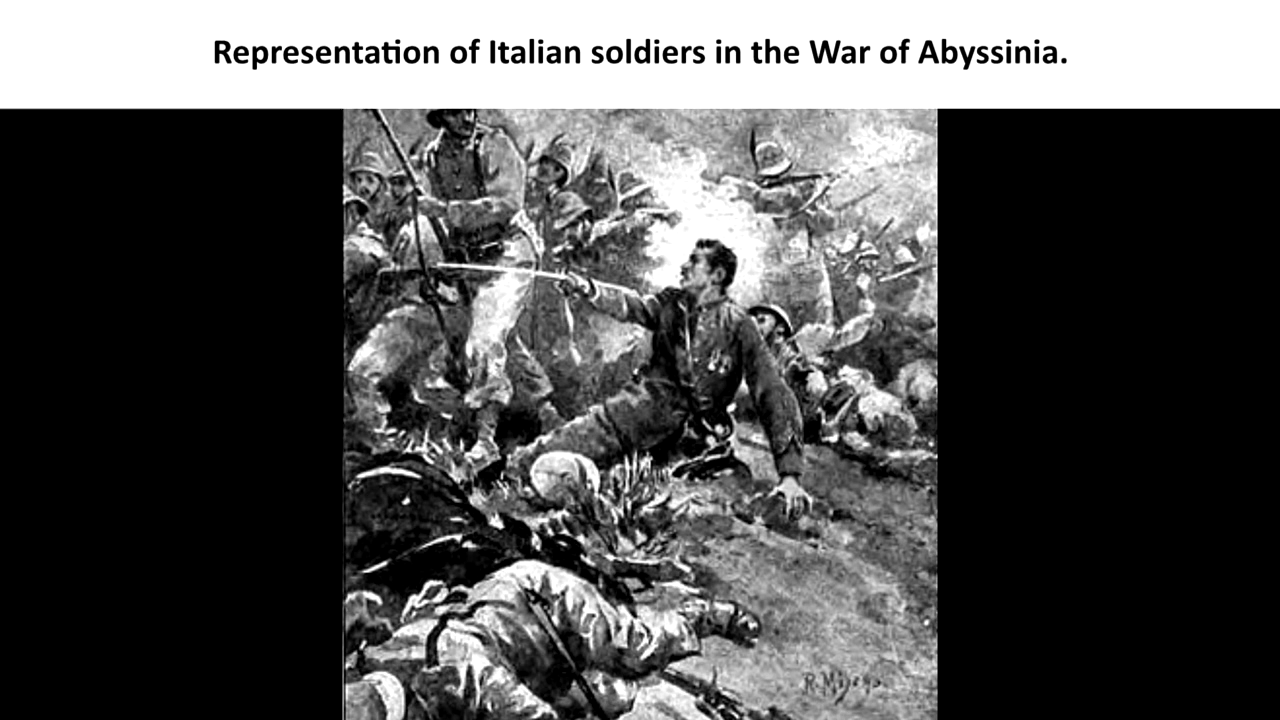 Representation of Italian soldiers in the War of Abyssinia.